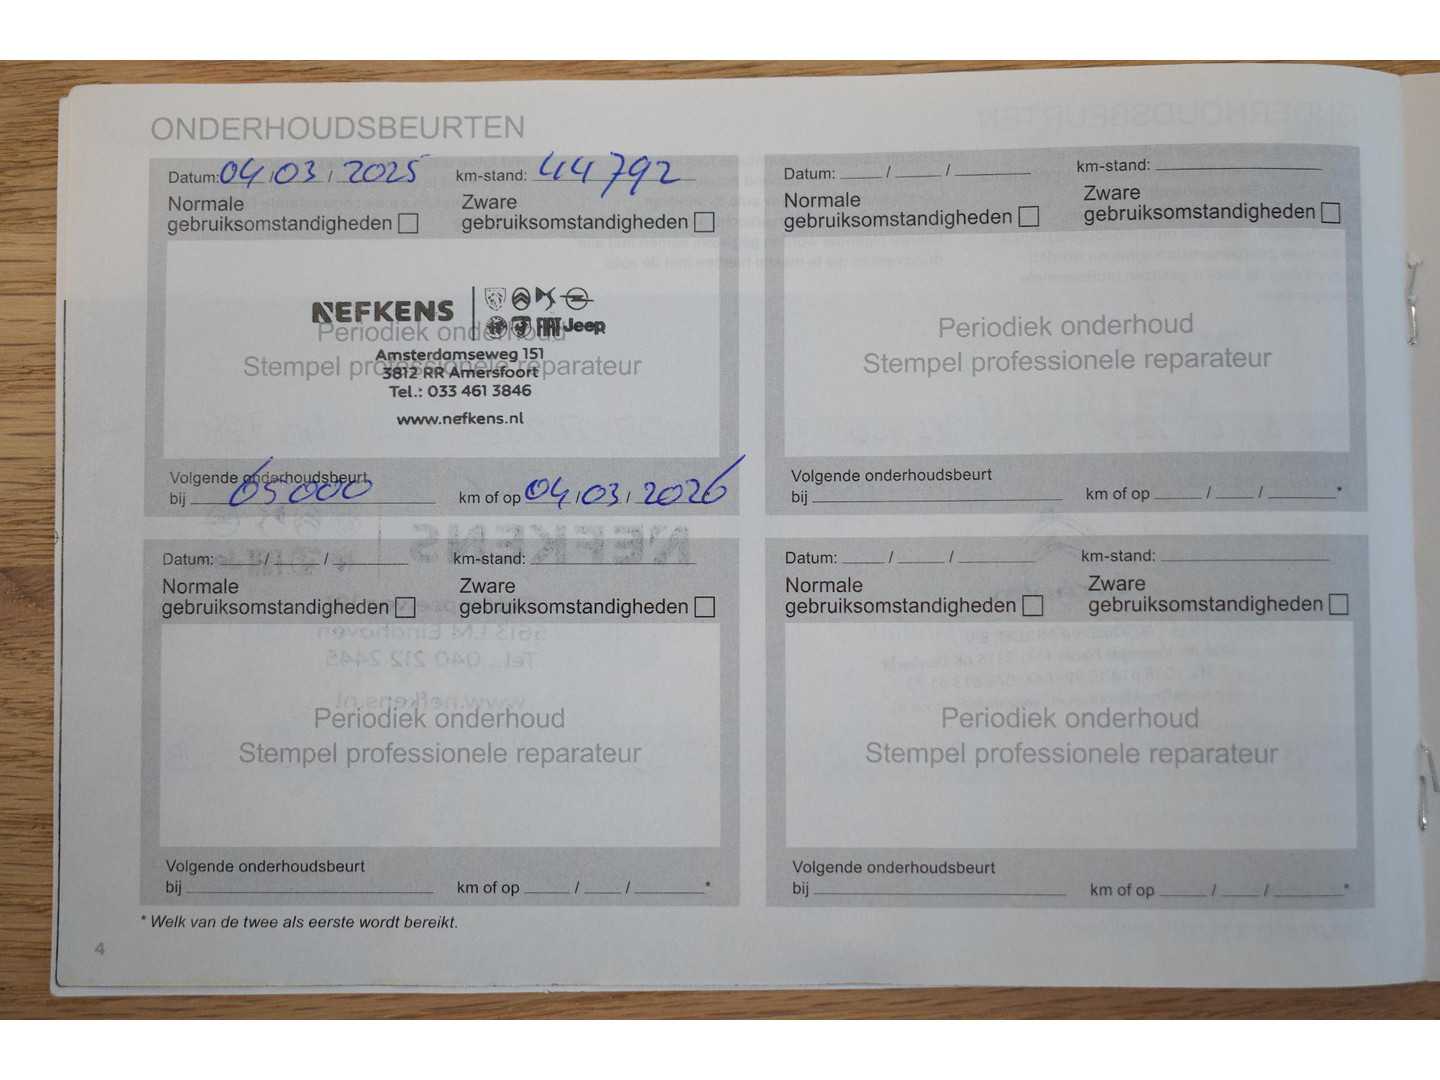 ONDERHOUDSBEURTEN
Datum: 04 / 03 / 2025 km-stand: 44792
Normale gebruiksomstandigheden Zware gebruiksomstandigheden
NEFKENS
FIAT Jeep
Periodiek onderhoud
Stempel professionele reparateur
Amsterdamseweg 151
3812 RR Amersfoort
Tel.: 033 461 3846
www.nefkens.nl
Volgende onderhoudsbeurt
bij 65000 km of op 04 / 03 / 2026
Datum: / / km-stand:
Normale gebruiksomstandigheden Zware gebruiksomstandigheden
Periodiek onderhoud
Stempel professionele reparateur
Volgende onderhoudsbeurt
bij km of op / / *
Datum: / / km-stand:
Normale gebruiksomstandigheden Zware gebruiksomstandigheden
Periodiek onderhoud
Stempel professionele reparateur
Volgende onderhoudsbeurt
bij km of op / / *
Datum: / / km-stand:
Normale gebruiksomstandigheden Zware gebruiksomstandigheden
Periodiek onderhoud
Stempel professionele reparateur
Volgende onderhoudsbeurt
bij km of op / / *
* Welk van de twee als eerste wordt bereikt.
4